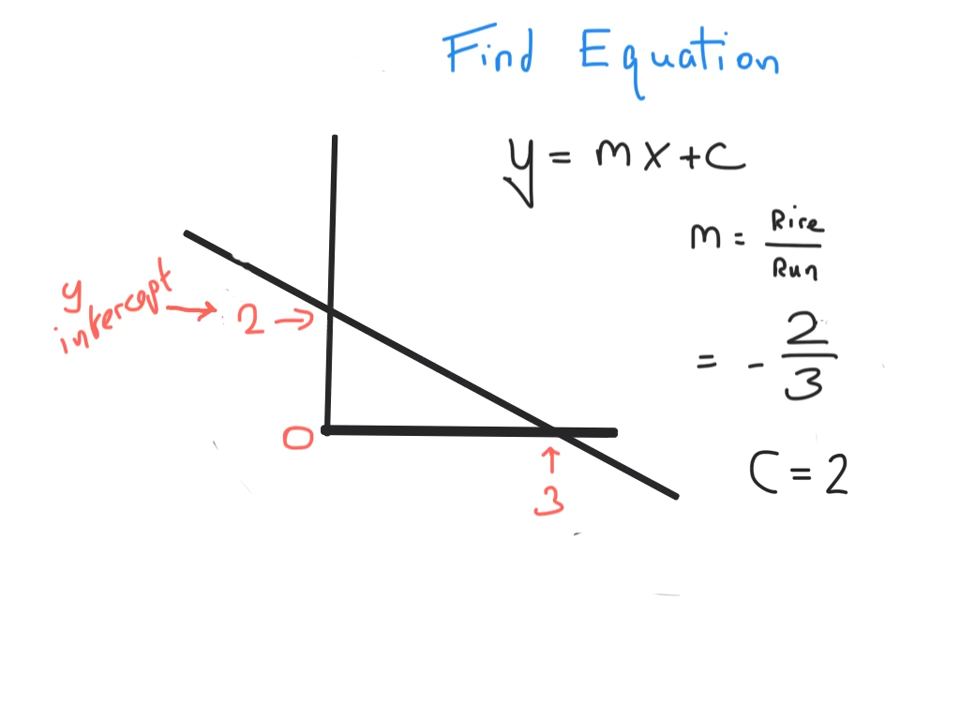 Find Equation
y = mx + c
m = Rise
Run
y
intercept → 2 →
= - 2
3
0
↑
3
C = 2